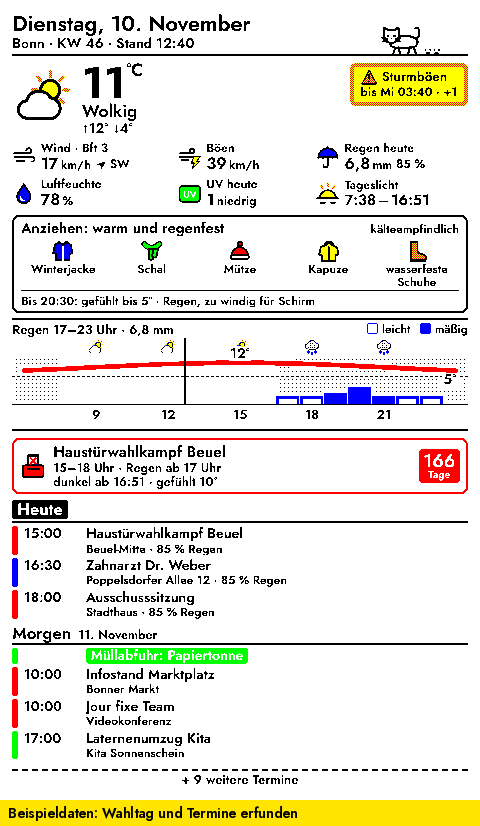 Dienstag, 10. November
Bonn · KW 46 · Stand 12:40
11°C
Wolkig
↑12° ↓4°
Sturmböen
bis Mi 03:40 · +1
Wind · Bft 3
17 km/h ➤ SW
Böen
39 km/h
Regen heute
6,8 mm 85 %
Luftfeuchte
78 %
UV
UV heute
1 niedrig
Tageslicht
7:38 – 16:51
Anziehen: warm und regenfest
kälteempfindlich
Winterjacke
Schal
Mütze
Kapuze
wasserfeste
Schuhe
Bis 20:30: gefühlt bis 5° · Regen, zu windig für Schirm
Regen 17–23 Uhr · 6,8 mm
leicht
mäßig
12°
5°
9 12 15 18 21
Haustürwahlkampf Beuel
15–18 Uhr · Regen ab 17 Uhr
dunkel ab 16:51 · gefühlt 10°
166
Tage
Heute
15:00 Haustürwahlkampf Beuel
Beuel-Mitte · 85 % Regen
16:30 Zahnarzt Dr. Weber
Poppelsdorfer Allee 12 · 85 % Regen
18:00 Ausschusssitzung
Stadthaus · 85 % Regen
Morgen 11. November
Müllabfuhr: Papiertonne
10:00 Infostand Marktplatz
Bonner Markt
10:00 Jour fixe Team
Videokonferenz
17:00 Laternenumzug Kita
Kita Sonnenschein
+ 9 weitere Termine
Beispieldaten: Wahltag und Termine erfunden